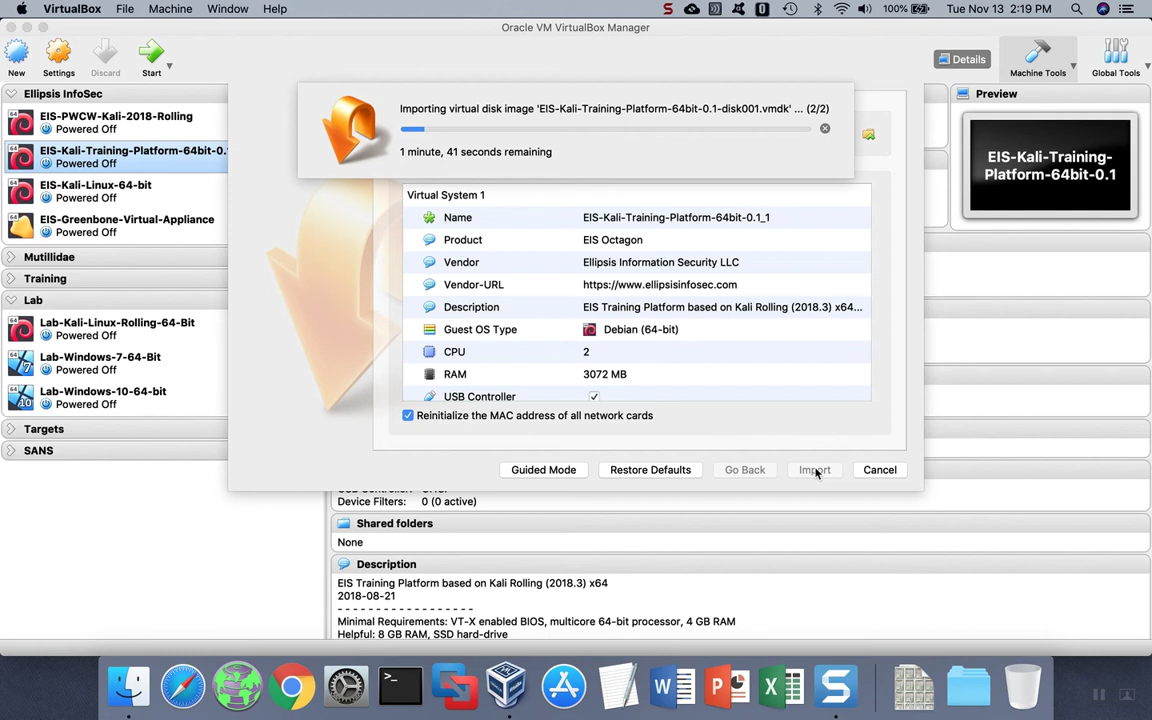 VirtualBox File Machine Window Help 100% Tue Nov 13 2:19 PM
Oracle VM VirtualBox Manager
New Settings Discard Start Details Machine Tools Global Tools
Ellipsis InfoSec
EIS-PWCW-Kali-2018-Rolling
Powered Off
EIS-Kali-Training-Platform-64bit-0.
Powered Off
EIS-Kali-Linux-64-bit
Powered Off
EIS-Greenbone-Virtual-Appliance
Powered Off
Mutillidae
Training
Lab
Lab-Kali-Linux-Rolling-64-Bit
Powered Off
Lab-Windows-7-64-Bit
Powered Off
Lab-Windows-10-64-bit
Powered Off
Targets
SANS
Importing virtual disk image 'EIS-Kali-Training-Platform-64bit-0.1-disk001.vmdk' ... (2/2)
1 minute, 41 seconds remaining
Virtual System 1
Name EIS-Kali-Training-Platform-64bit-0.1_1
Product EIS Octagon
Vendor Ellipsis Information Security LLC
Vendor-URL https://www.ellipsisinfosec.com
Description EIS Training Platform based on Kali Rolling (2018.3) x64...
Guest OS Type Debian (64-bit)
CPU 2
RAM 3072 MB
USB Controller
Reinitialize the MAC address of all network cards
Guided Mode Restore Defaults Go Back Import Cancel
Preview
EIS-Kali-Training-
Platform-64bit-0.1
Device Filters: 0 (0 active)
Shared folders
None
Description
EIS Training Platform based on Kali Rolling (2018.3) x64
2018-08-21
- - - - - - - - - - - - - - - - - -
Minimal Requirements: VT-X enabled BIOS, multicore 64-bit processor, 4 GB RAM
Helpful: 8 GB RAM, SSD hard-drive